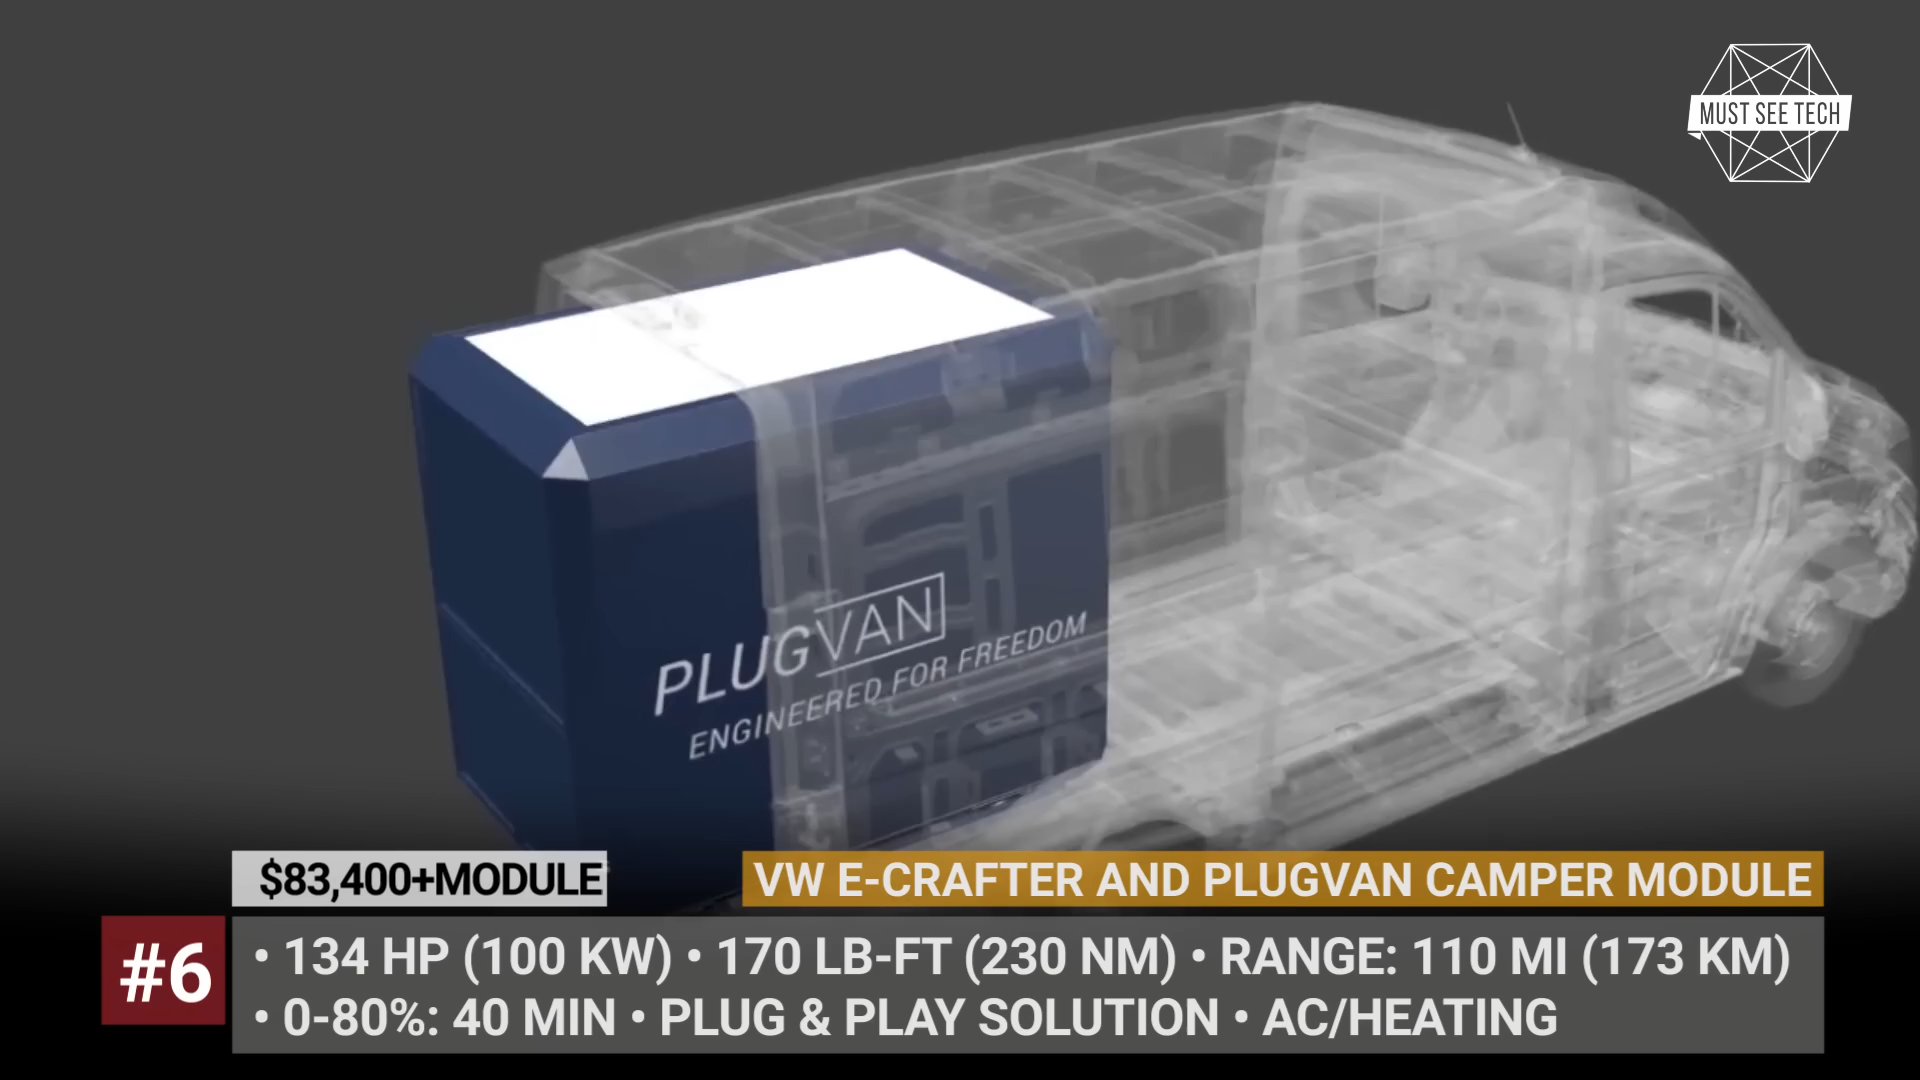 MUST SEE TECH
PLUGVAN
ENGINEERED FOR FREEDOM
$83,400+MODULE
VW E-CRAFTER AND PLUGVAN CAMPER MODULE
#6
• 134 HP (100 KW) • 170 LB-FT (230 NM) • RANGE: 110 MI (173 KM)
• 0-80%: 40 MIN • PLUG & PLAY SOLUTION • AC/HEATING